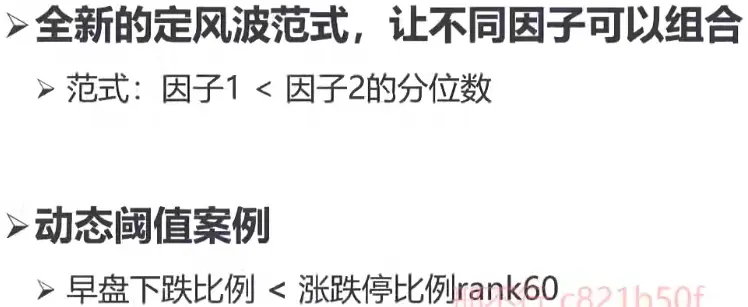 ➢全新的定风波范式，让不同因子可以组合
➢范式：因子1 < 因子2的分位数
➢动态阈值案例
➢早盘下跌比例 < 涨跌停比例rank60
c821b50f